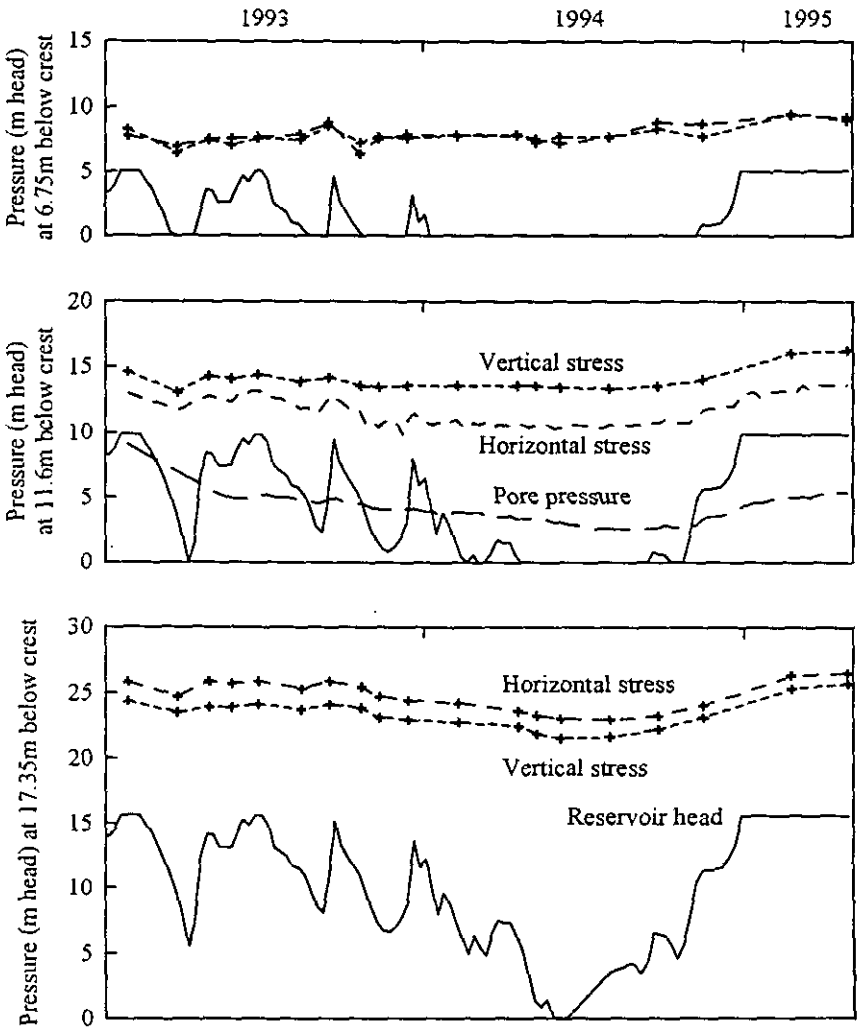 1993 1994 1995
Pressure (m head)
at 6.75m below crest
15
10
5
0
Pressure (m head)
at 11.6m below crest
20
15
10
5
0
Vertical stress
Horizontal stress
Pore pressure
Pressure (m head) at 17.35m below crest
30
25
20
15
10
5
0
Horizontal stress
Vertical stress
Reservoir head